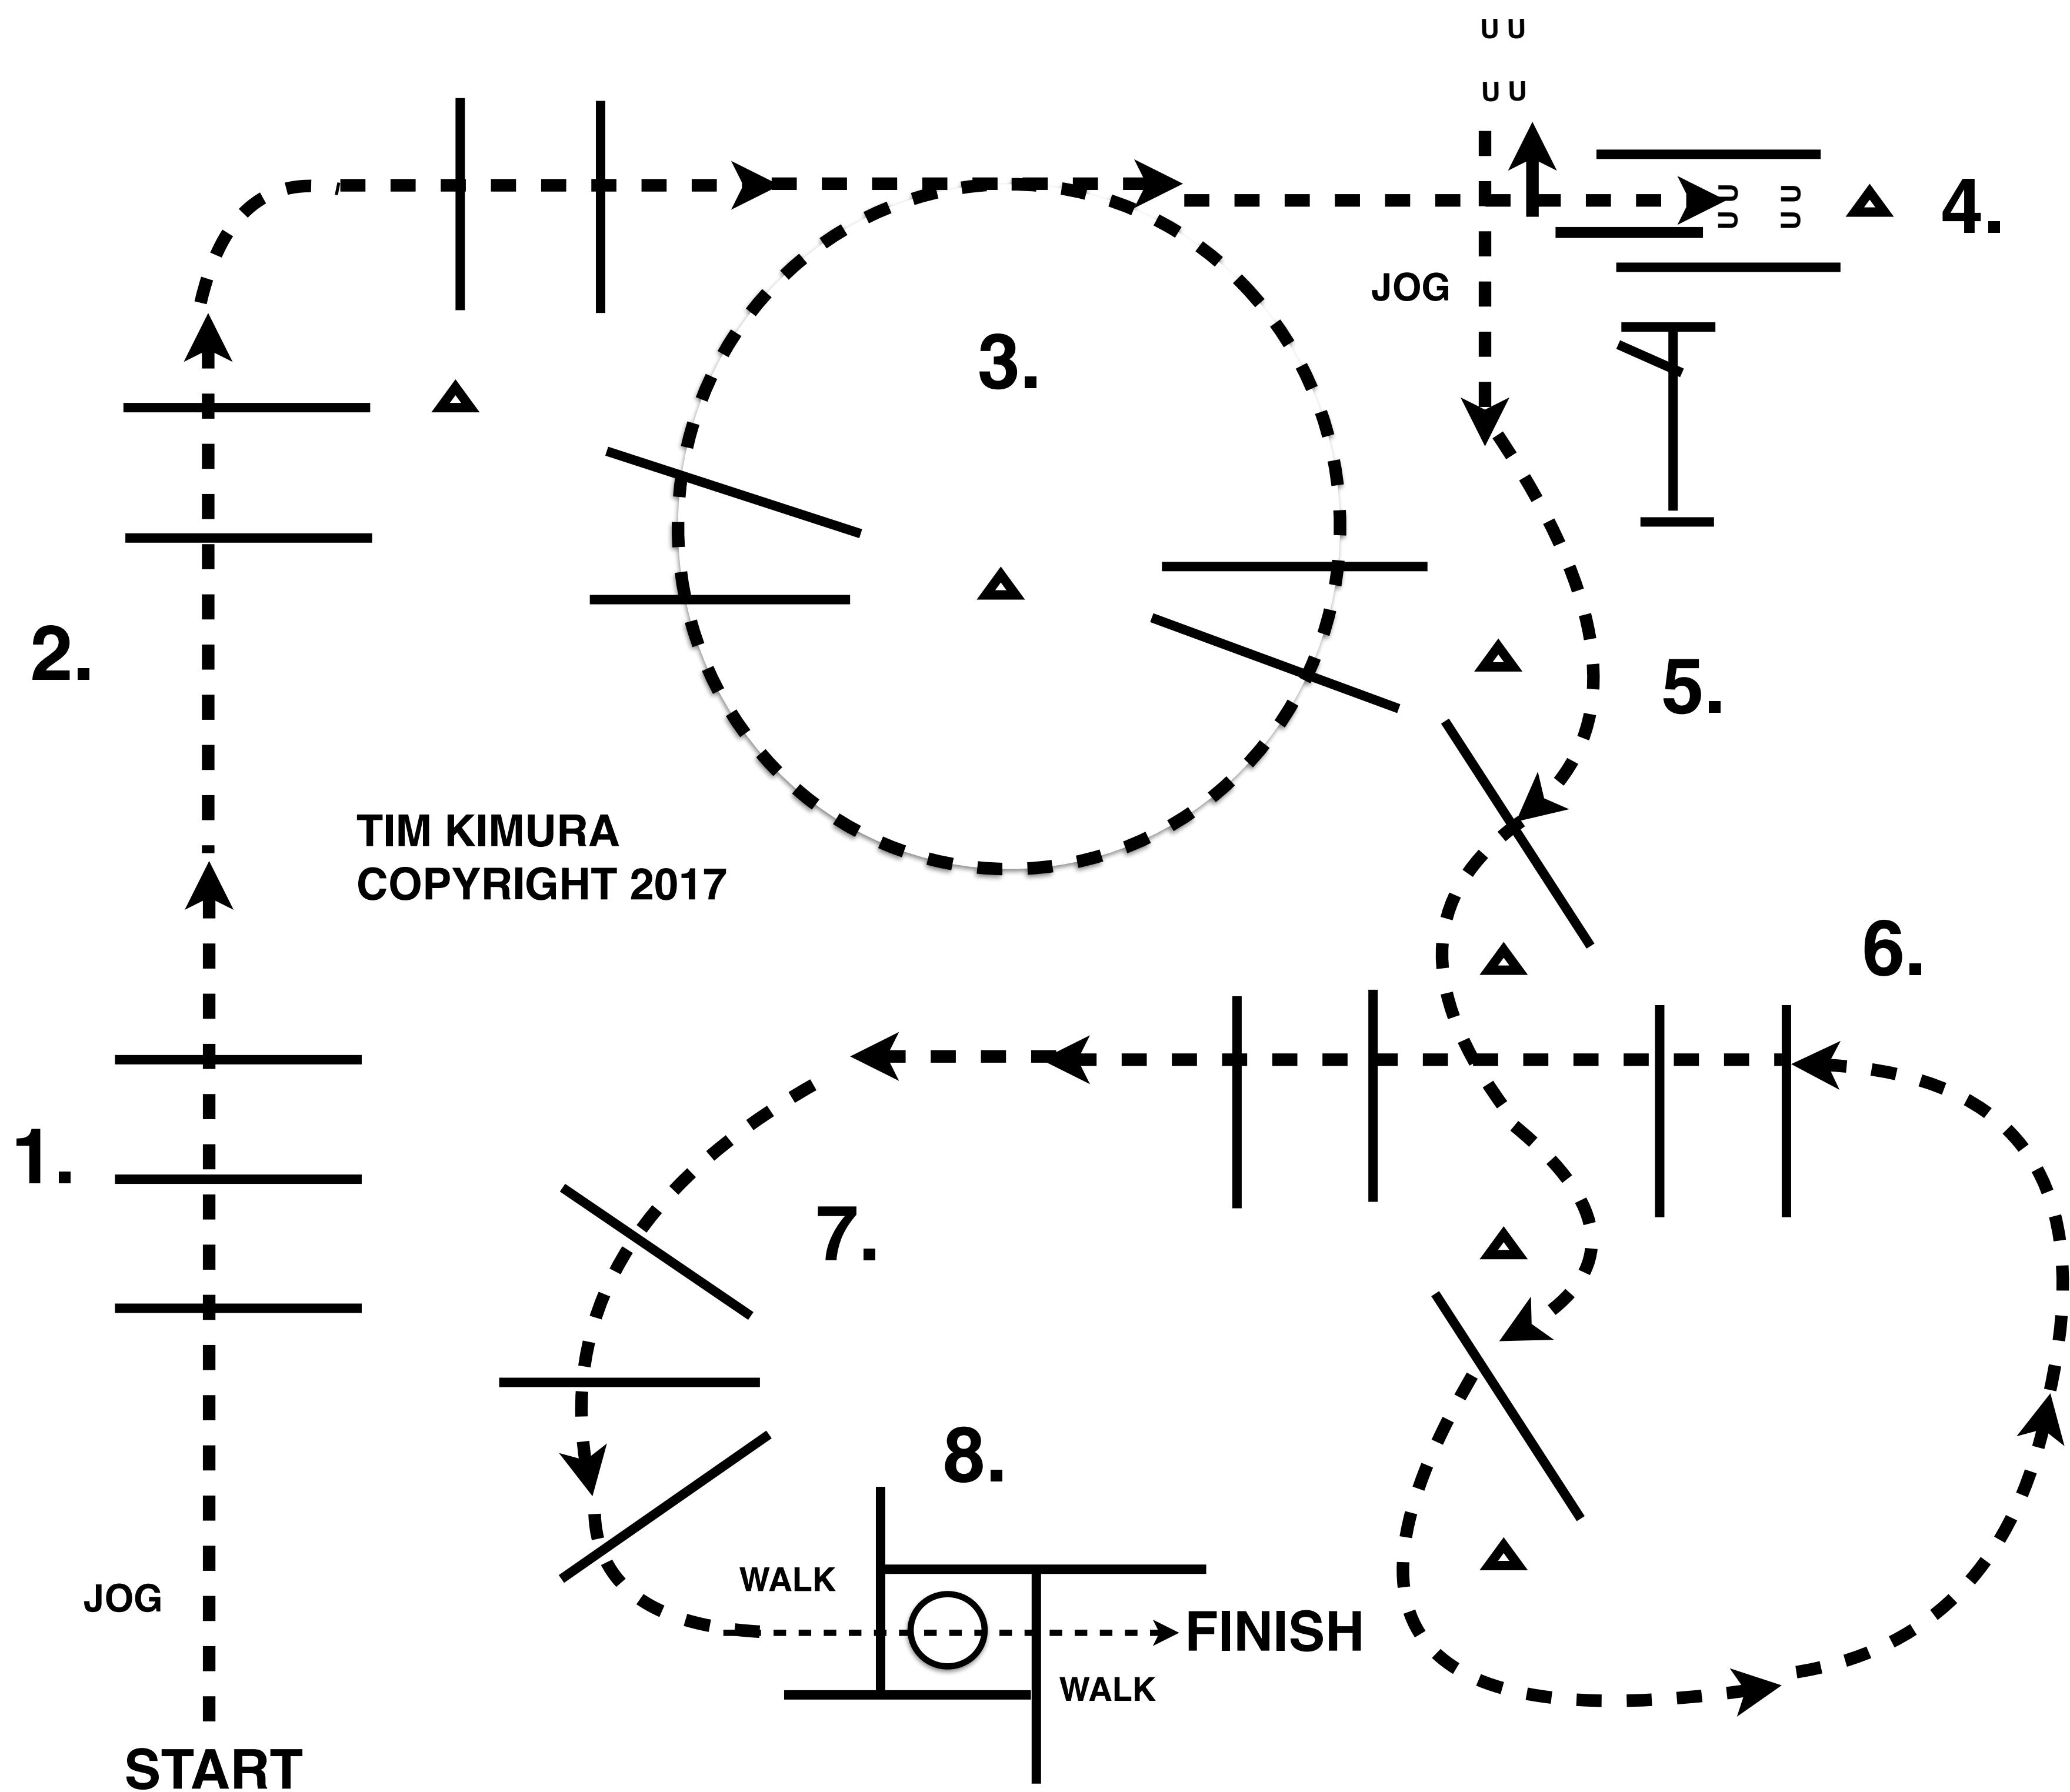 U U
U U
U U
U U
4.
JOG
3.
2.
5.
TIM KIMURA
COPYRIGHT 2017
6.
1.
7.
8.
WALK
JOG
FINISH
WALK
START